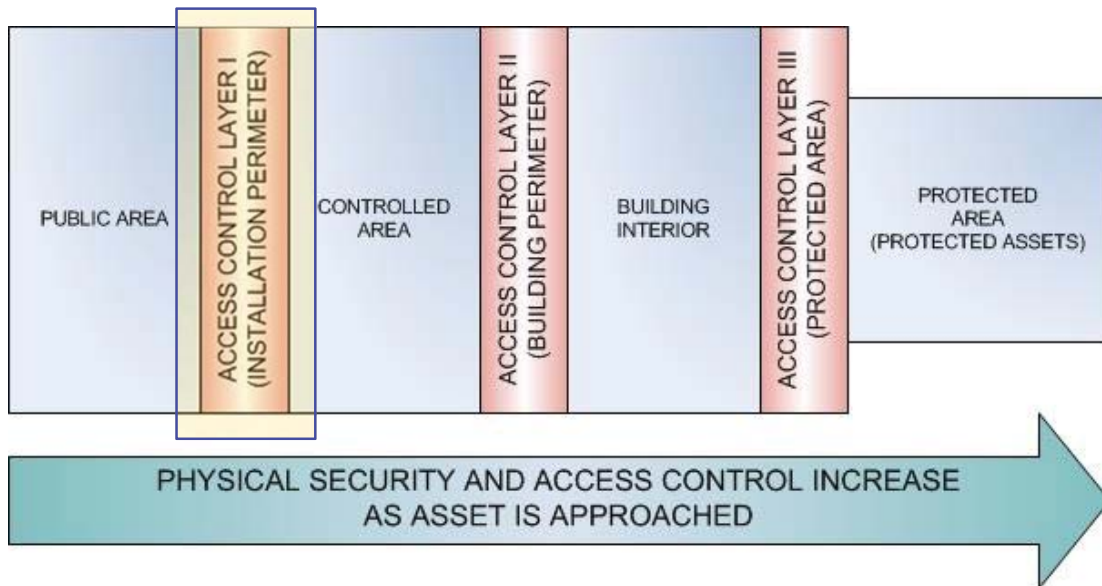 PUBLIC AREA
ACCESS CONTROL LAYER I
(INSTALLATION PERIMETER)
CONTROLLED
AREA
ACCESS CONTROL LAYER II
(BUILDING PERIMETER)
BUILDING
INTERIOR
ACCESS CONTROL LAYER III
(PROTECTED AREA)
PROTECTED
AREA
(PROTECTED ASSETS)
PHYSICAL SECURITY AND ACCESS CONTROL INCREASE
AS ASSET IS APPROACHED